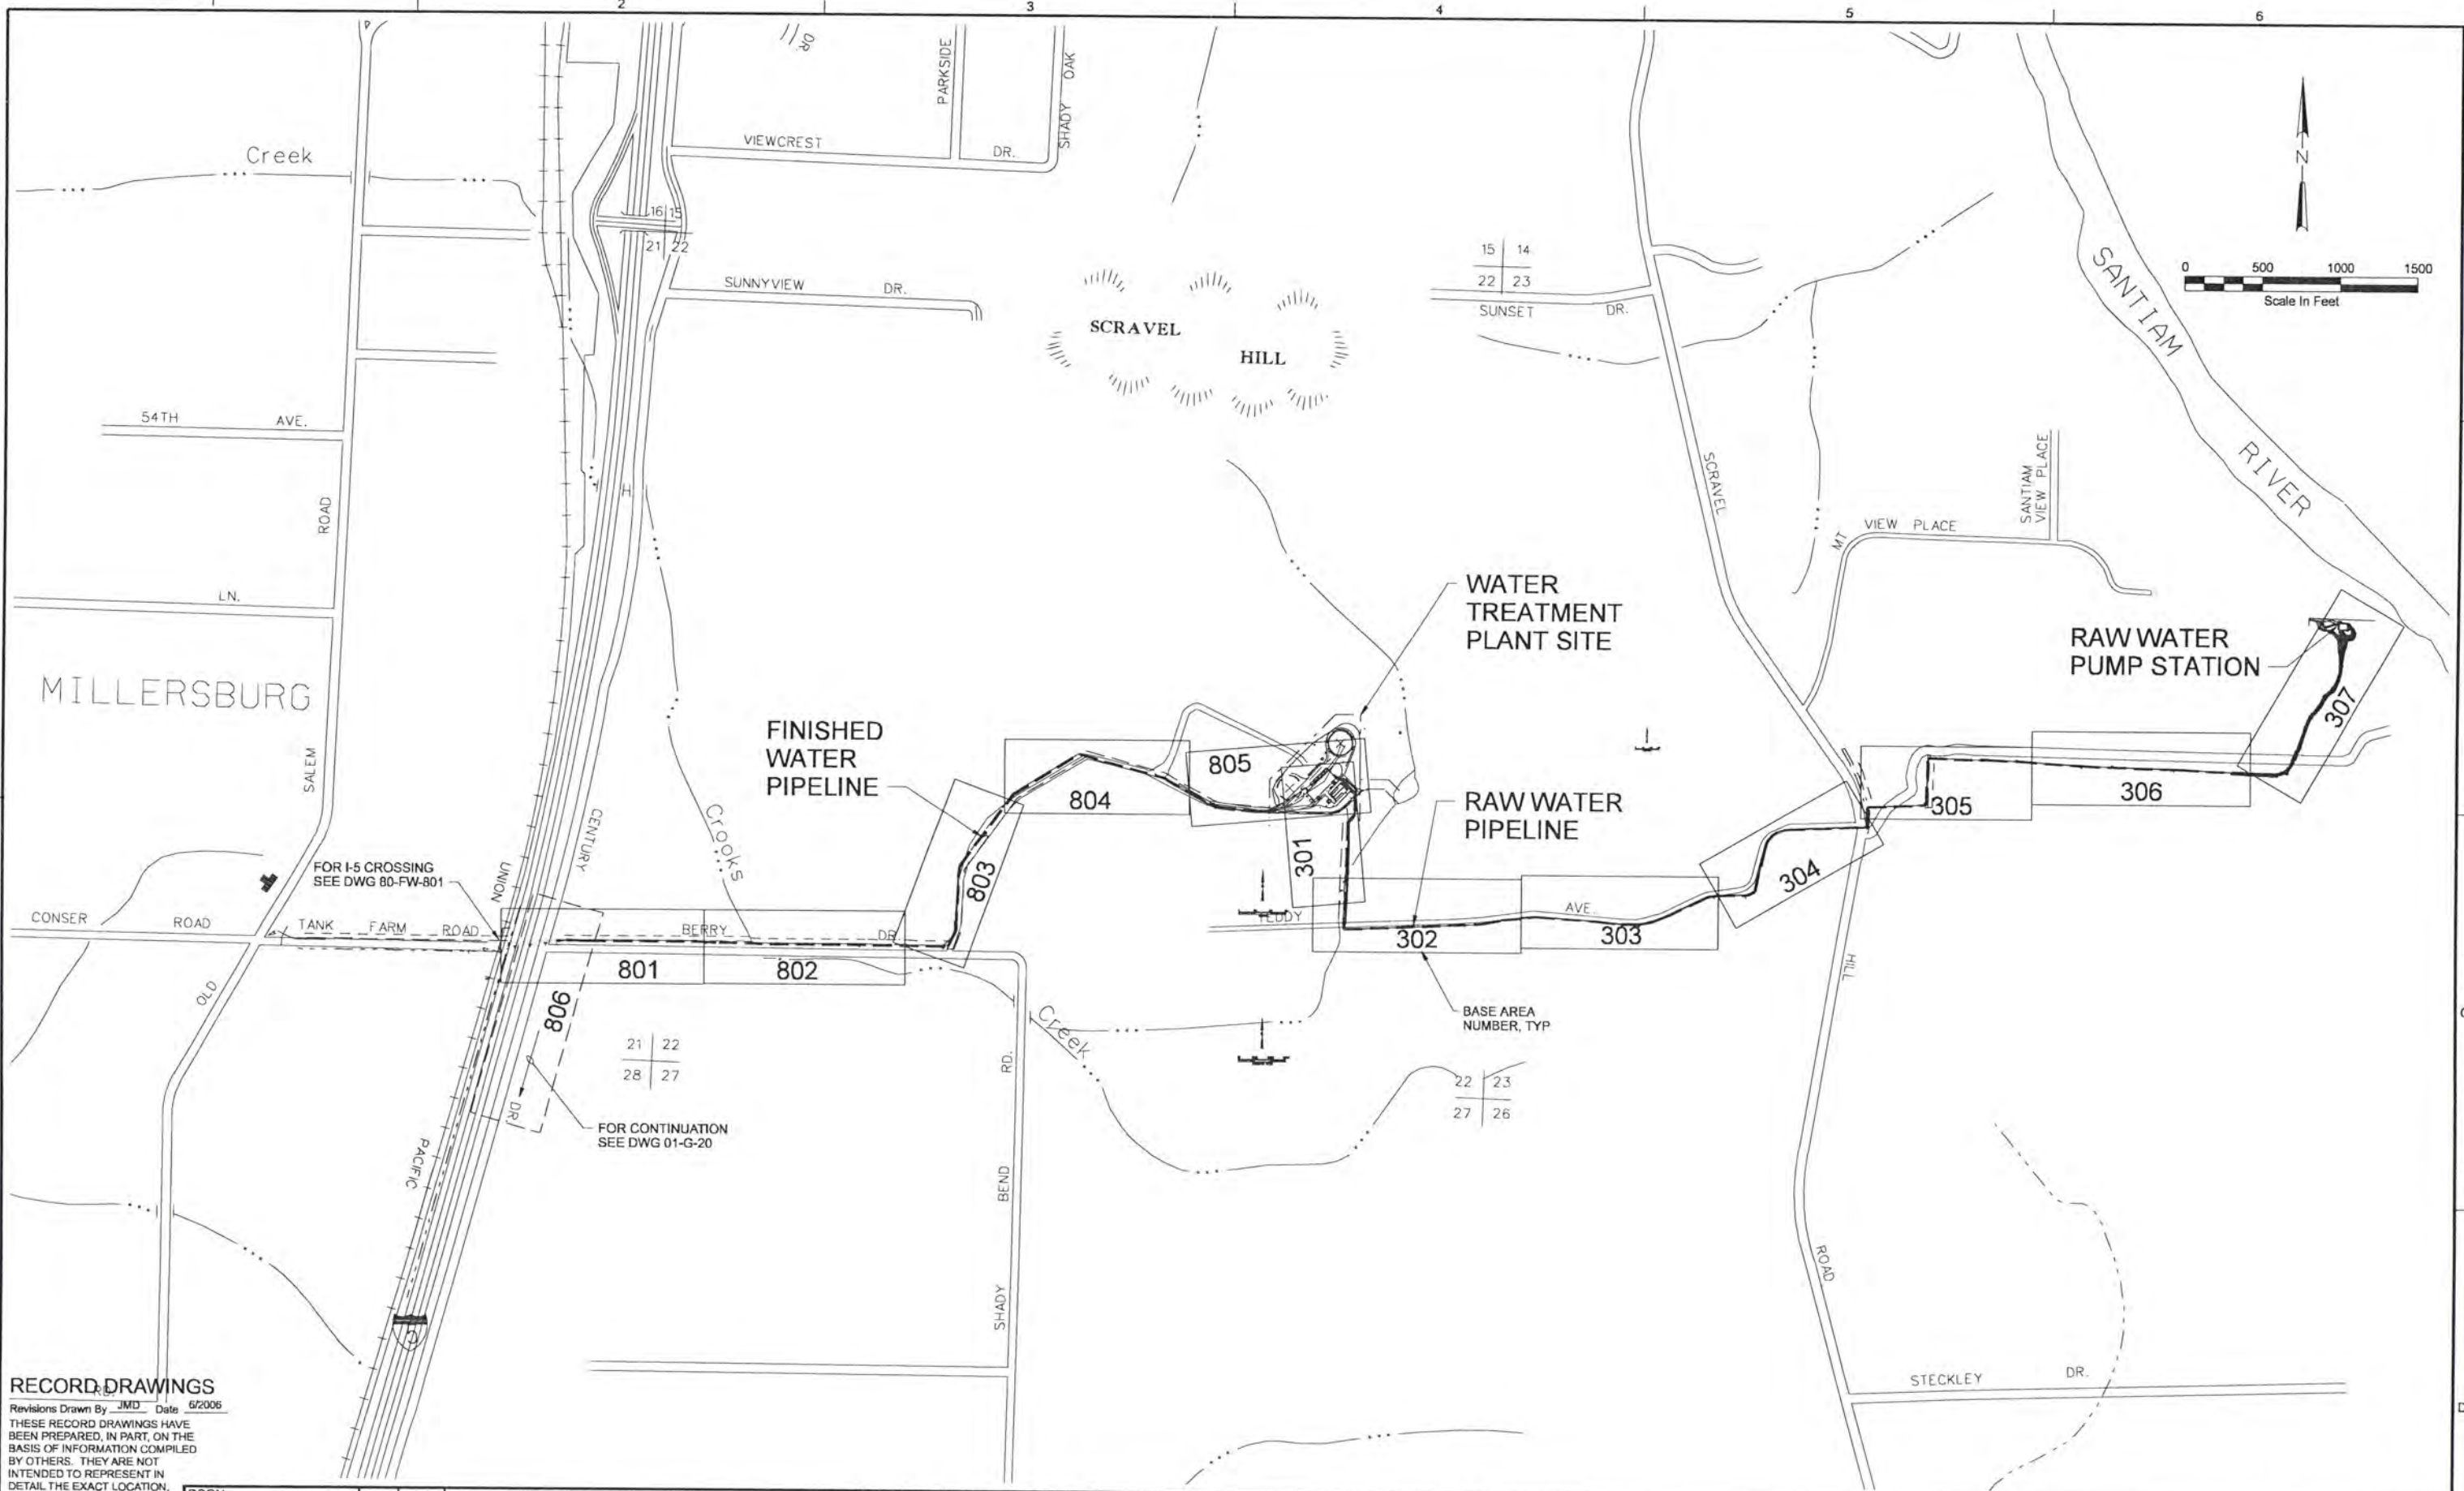 2
3
4
5
6
DR.
PARKSIDE
SHADY OAK
VIEWCREST DR.
Creek
16 15
21 22
SUNNYVIEW DR.
SCRAVEL
HILL
15 14
22 23
SUNSET DR.
N
0 500 1000 1500
Scale In Feet
SANTIAM
RIVER
54TH AVE.
ROAD
LN.
MILLERSBURG
SALEM
SCRAVEL
MT VIEW PLACE
SANTIAM
VIEW PLACE
WATER
TREATMENT
PLANT SITE
RAW WATER
PUMP STATION
307
FINISHED
WATER
PIPELINE
805
804
803
RAW WATER
PIPELINE
301
304
305
306
CENTURY
Crooks
UNION
FOR I-5 CROSSING
SEE DWG 80-FW-801
CONSER ROAD
TANK FARM ROAD
BERRY DR.
801
802
806
AVE.
302
303
BASE AREA
NUMBER, TYP
OLD
HILL
21 22
28 27
RD.
Creek
22 23
27 26
DR.
FOR CONTINUATION
SEE DWG 01-G-20
PACIFIC
BEND
SHADY
ROAD
STECKLEY DR.
RD.
RECORD DRAWINGS
Revisions Drawn By JMD Date 6/2006
THESE RECORD DRAWINGS HAVE
BEEN PREPARED, IN PART, ON THE
BASIS OF INFORMATION COMPILED
BY OTHERS. THEY ARE NOT
INTENDED TO REPRESENT IN
DETAIL THE EXACT LOCATION,